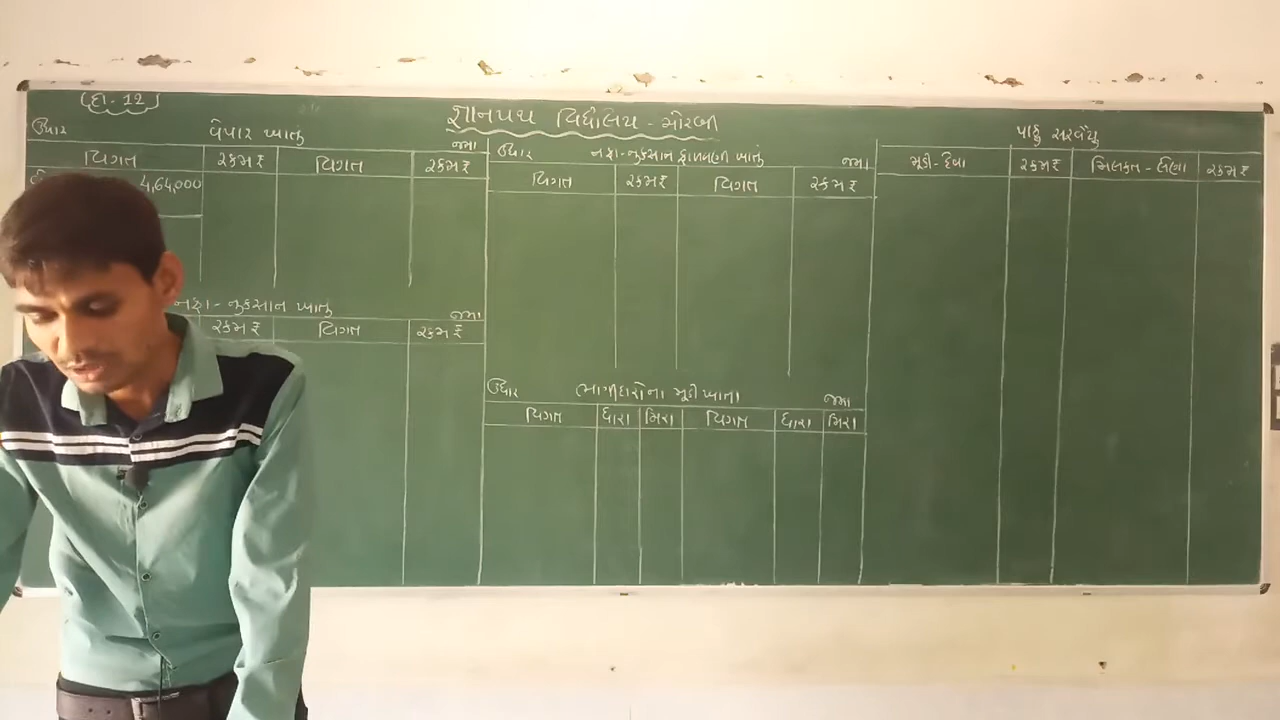 દા. 12
જ્ઞાનપથ વિદ્યાલય - મોરબી
ઉધાર વેપાર ખાતું જમા
વિગત રકમ ₹ વિગત રકમ ₹
4,64,000
નફા - નુકસાન ખાતું જમા
રકમ ₹ વિગત રકમ ₹
ઉધાર નફા - નુકસાન ફાળવણી ખાતું જમા
વિગત રકમ ₹ વિગત રકમ ₹
ઉધાર ભાગીદારોના મૂડી ખાતા જમા
વિગત ધારા મિરા વિગત ધારા મિરા
પાકું સરવૈયું
મૂડી - દેવા રકમ ₹ મિલકત - લેણા રકમ ₹